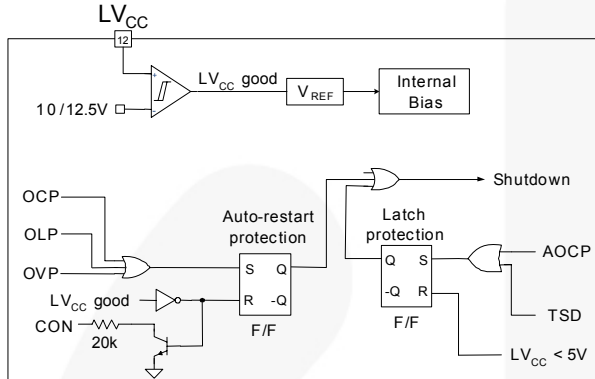 LVCC
12
LVCC good
10/12.5V
VREF
Internal
Bias
Shutdown
OCP
OLP
OVP
Auto-restart
protection
S Q
R -Q
F/F
Latch
protection
Q S
-Q R
F/F
AOCP
TSD
LVCC < 5V
LVCC good
CON
20k